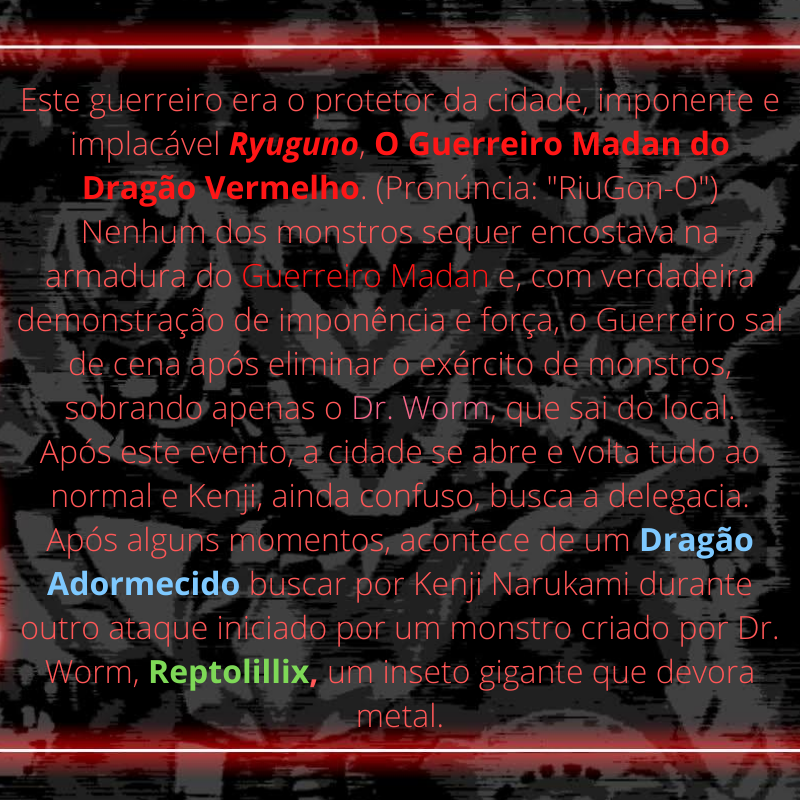 Este guerreiro era o protetor da cidade, imponente e
implacável Ryuguno, O Guerreiro Madan do
Dragão Vermelho. (Pronúncia: "RiuGon-O")
Nenhum dos monstros sequer encostava na
armadura do Guerreiro Madan e, com verdadeira
demonstração de imponência e força, o Guerreiro sai
de cena após eliminar o exército de monstros,
sobrando apenas o Dr. Worm, que sai do local.
Após este evento, a cidade se abre e volta tudo ao
normal e Kenji, ainda confuso, busca a delegacia.
Após alguns momentos, acontece de um Dragão
Adormecido buscar por Kenji Narukami durante
outro ataque iniciado por um monstro criado por Dr.
Worm, Reptolillix, um inseto gigante que devora
metal.